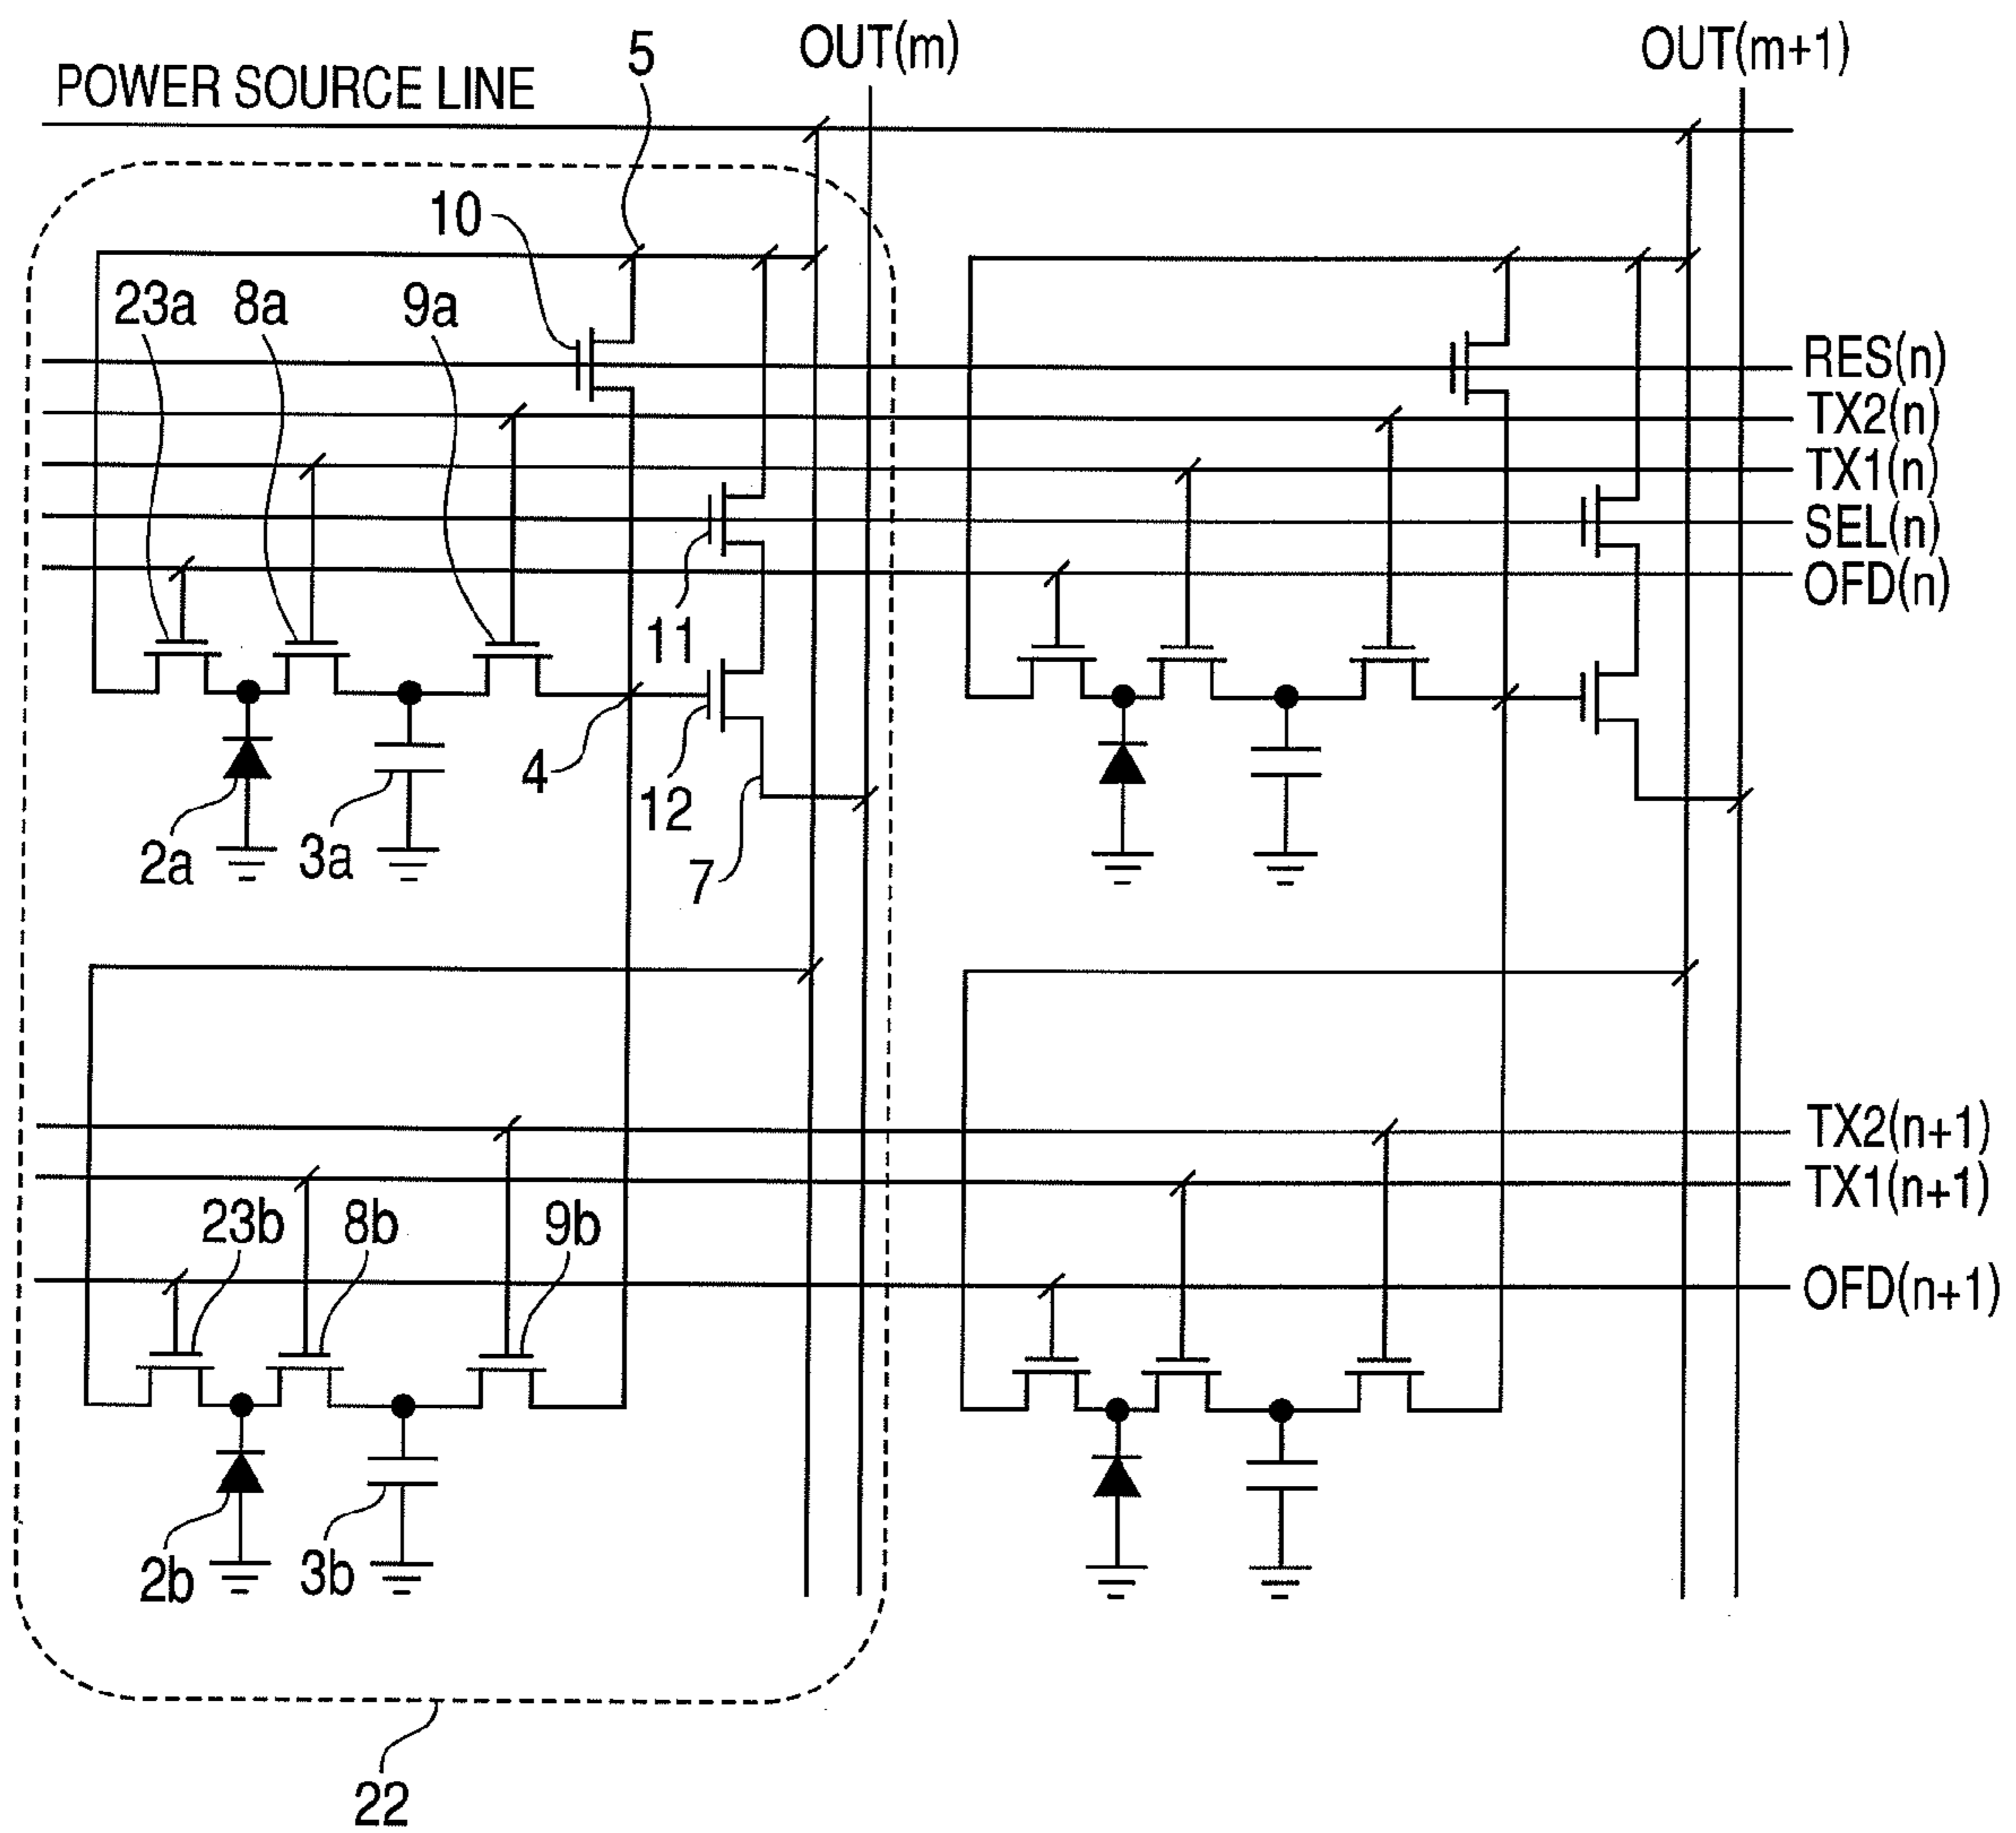 5
OUT(m)
OUT(m+1)
POWER SOURCE LINE
10
23a
8a
9a
RES(n)
TX2(n)
TX1(n)
SEL(n)
OFD(n)
11
4
12
2a
3a
7
TX2(n+1)
TX1(n+1)
23b
8b
9b
OFD(n+1)
2b
3b
22